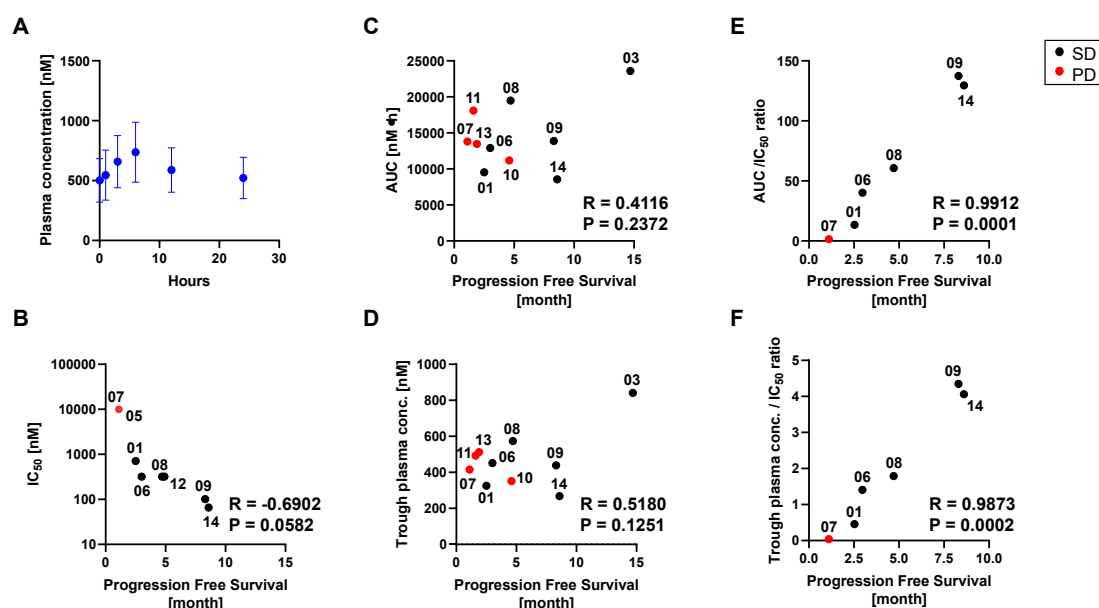 A
Plasma concentration [nM]
1500
1000
500
0
0 10 20 30
Hours
B
IC50 [nM]
100000
10000
1000
100
10
07
05
01
06
08
12
09
14
R = -0.6902
P = 0.0582
0 5 10 15
Progression Free Survival
[month]
C
AUC [nM•h]
25000
20000
15000
10000
5000
0
03
08
11
07
13
06
09
01
10
14
R = 0.4116
P = 0.2372
0 5 10 15
Progression Free Survival
[month]
D
Trough plasma conc. [nM]
1000
800
600
400
200
0
03
08
13
11
06
09
07
01
10
14
R = 0.5180
P = 0.1251
0 5 10 15
Progression Free Survival
[month]
E
AUC /IC50 ratio
150
100
50
0
09
14
08
06
01
07
R = 0.9912
P = 0.0001
0 2.5 5.0 7.5 10.0
Progression Free Survival
[month]
SD
PD
F
Trough plasma conc. / IC50 ratio
5
4
3
2
1
0
09
14
08
06
01
07
R = 0.9873
P = 0.0002
0 2.5 5.0 7.5 10.0
Progression Free Survival
[month]